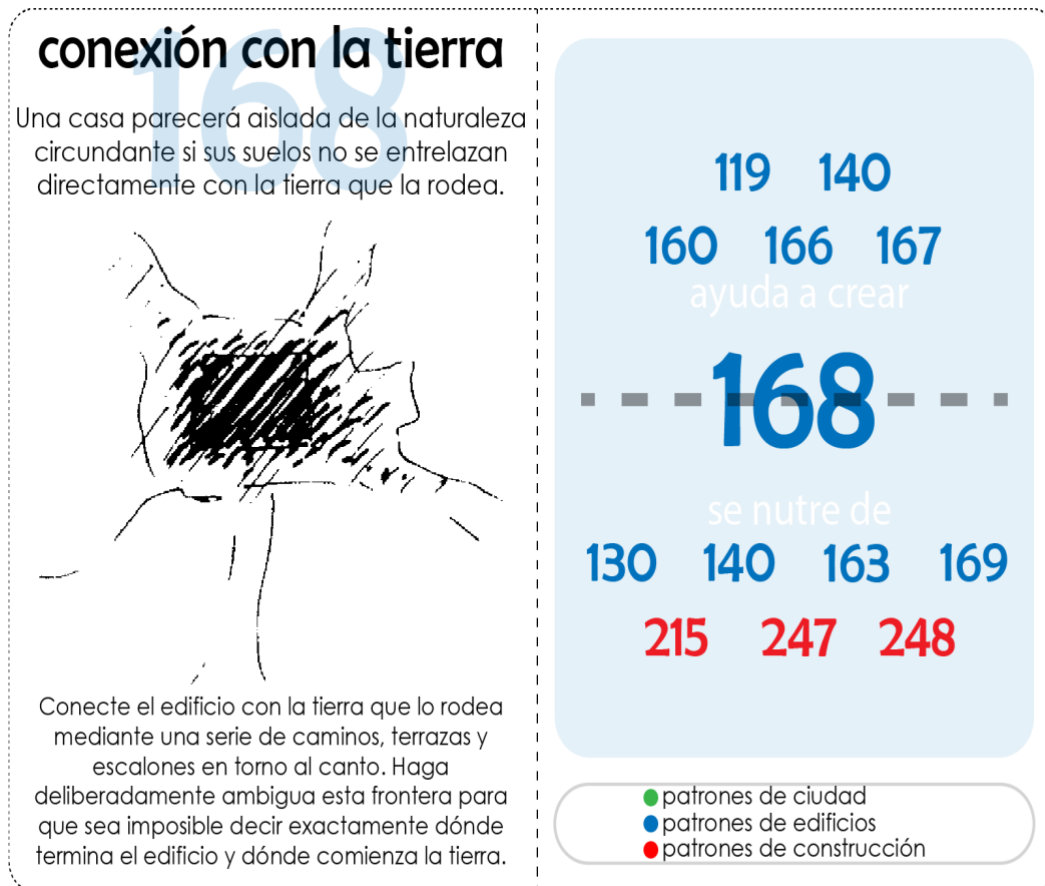 168
conexión con la tierra
Una casa parecerá aislada de la naturaleza
circundante si sus suelos no se entrelazan
directamente con la tierra que la rodea.
Conecte el edificio con la tierra que lo rodea
mediante una serie de caminos, terrazas y
escalones en torno al canto. Haga
deliberadamente ambigua esta frontera para
que sea imposible decir exactamente dónde
termina el edificio y dónde comienza la tierra.
119 140
160 166 167
ayuda a crear
168
se nutre de
130 140 163 169
215 247 248
patrones de ciudad
patrones de edificios
patrones de construcción